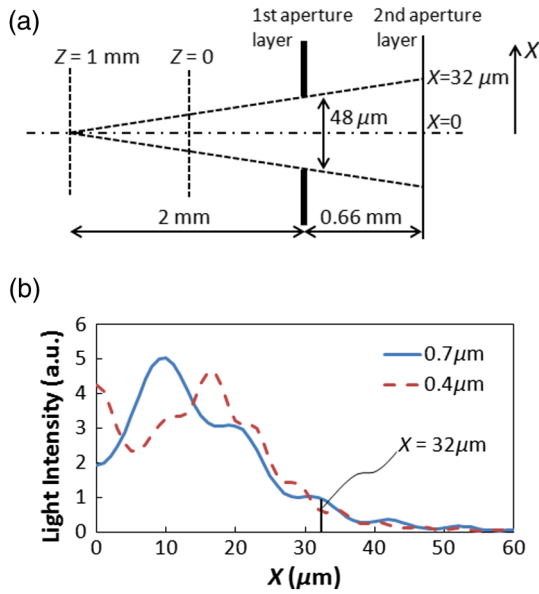 (a)
1st aperture
layer
2nd aperture
layer
X
Z = 1 mm
Z = 0
X=32 μm
48 μm
X=0
2 mm
0.66 mm
(b)
Light Intensity (a.u.)
6
5
4
3
2
1
0
0.7μm
0.4μm
X = 32μm
0
10
20
30
40
50
60
X (μm)